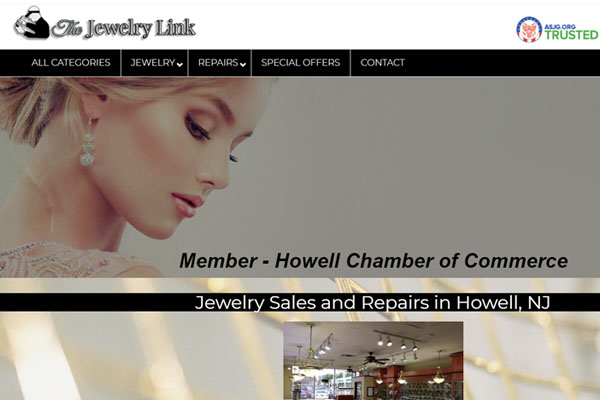 The Jewelry Link
ASJG.ORG
TRUSTED
ALL CATEGORIES JEWELRY REPAIRS SPECIAL OFFERS CONTACT
Member - Howell Chamber of Commerce
Jewelry Sales and Repairs in Howell, NJ